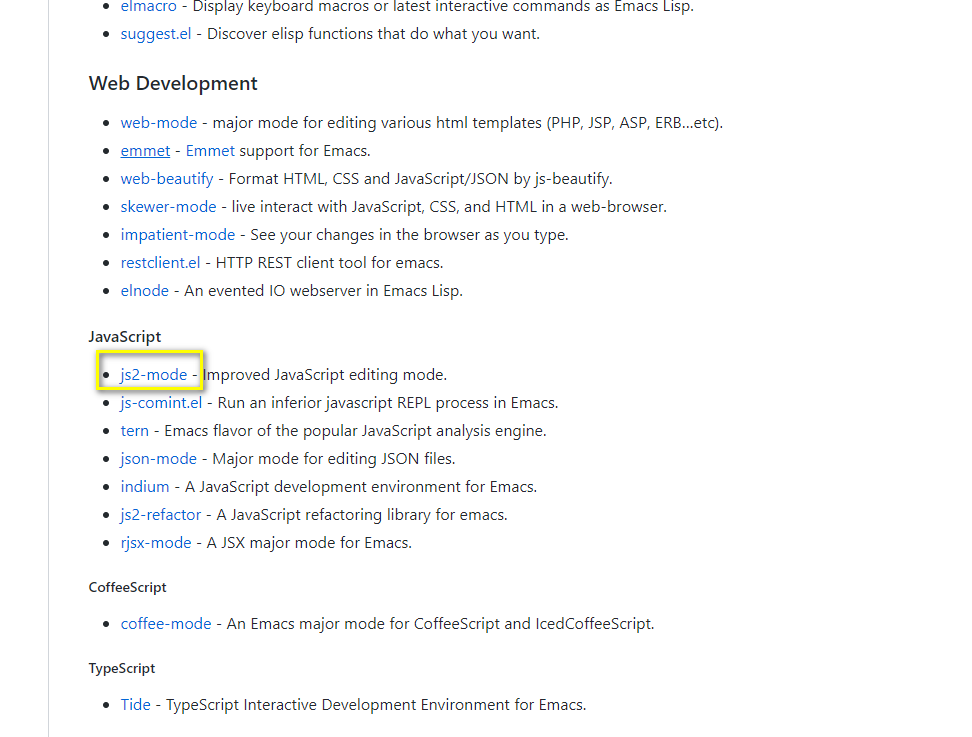 elmacro - Display keyboard macros or latest interactive commands as Emacs Lisp.
suggest.el - Discover elisp functions that do what you want.
Web Development
web-mode - major mode for editing various html templates (PHP, JSP, ASP, ERB...etc).
emmet - Emmet support for Emacs.
web-beautify - Format HTML, CSS and JavaScript/JSON by js-beautify.
skewer-mode - live interact with JavaScript, CSS, and HTML in a web-browser.
impatient-mode - See your changes in the browser as you type.
restclient.el - HTTP REST client tool for emacs.
elnode - An evented IO webserver in Emacs Lisp.
JavaScript
js2-mode - Improved JavaScript editing mode.
js-comint.el - Run an inferior javascript REPL process in Emacs.
tern - Emacs flavor of the popular JavaScript analysis engine.
json-mode - Major mode for editing JSON files.
indium - A JavaScript development environment for Emacs.
js2-refactor - A JavaScript refactoring library for emacs.
rjsx-mode - A JSX major mode for Emacs.
CoffeeScript
coffee-mode - An Emacs major mode for CoffeeScript and IcedCoffeeScript.
TypeScript
Tide - TypeScript Interactive Development Environment for Emacs.